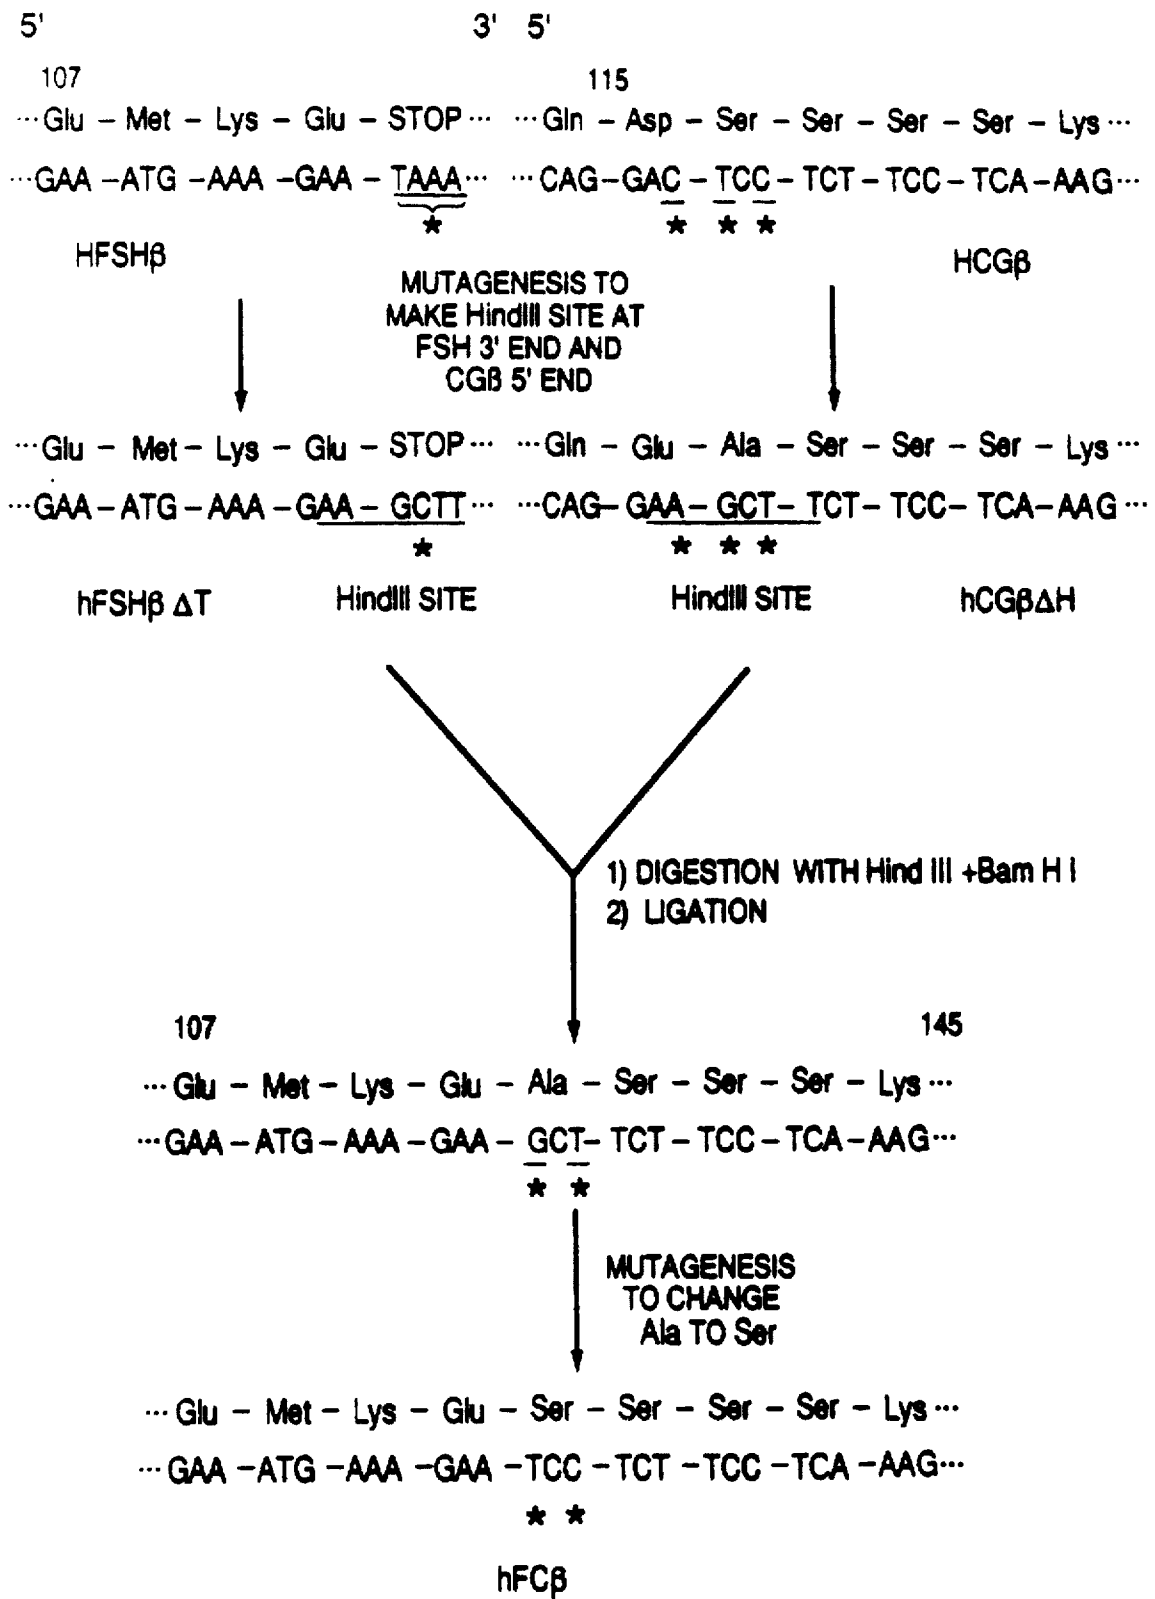 5' 3' 5'
107 115
···Glu – Met – Lys – Glu – STOP··· ···Gln – Asp – Ser – Ser – Ser – Ser – Lys···
···GAA –ATG –AAA –GAA – TAAA··· ···CAG–GAC – TCC – TCT – TCC – TCA –AAG···
* * * *
HFSHβ HCGβ
MUTAGENESIS TO
MAKE HindIII SITE AT
FSH 3' END AND
CGβ 5' END
···Glu – Met – Lys – Glu – STOP··· ···Gln – Glu – Ala – Ser – Ser – Ser – Lys···
···GAA – ATG – AAA –GAA – GCTT··· ···CAG– GAA – GCT – TCT – TCC – TCA – AAG···
* * * *
hFSHβ ΔT HindIII SITE HindIII SITE hCGβΔH
1) DIGESTION WITH Hind III +Bam H I
2) LIGATION
107 145
···Glu – Met – Lys – Glu – Ala – Ser – Ser – Ser – Lys···
···GAA – ATG – AAA – GAA – GCT– TCT – TCC – TCA – AAG···
* *
MUTAGENESIS
TO CHANGE
Ala TO Ser
···Glu – Met – Lys – Glu – Ser – Ser – Ser – Ser – Lys···
···GAA –ATG –AAA –GAA –TCC –TCT –TCC –TCA –AAG···
* *
hFCβ